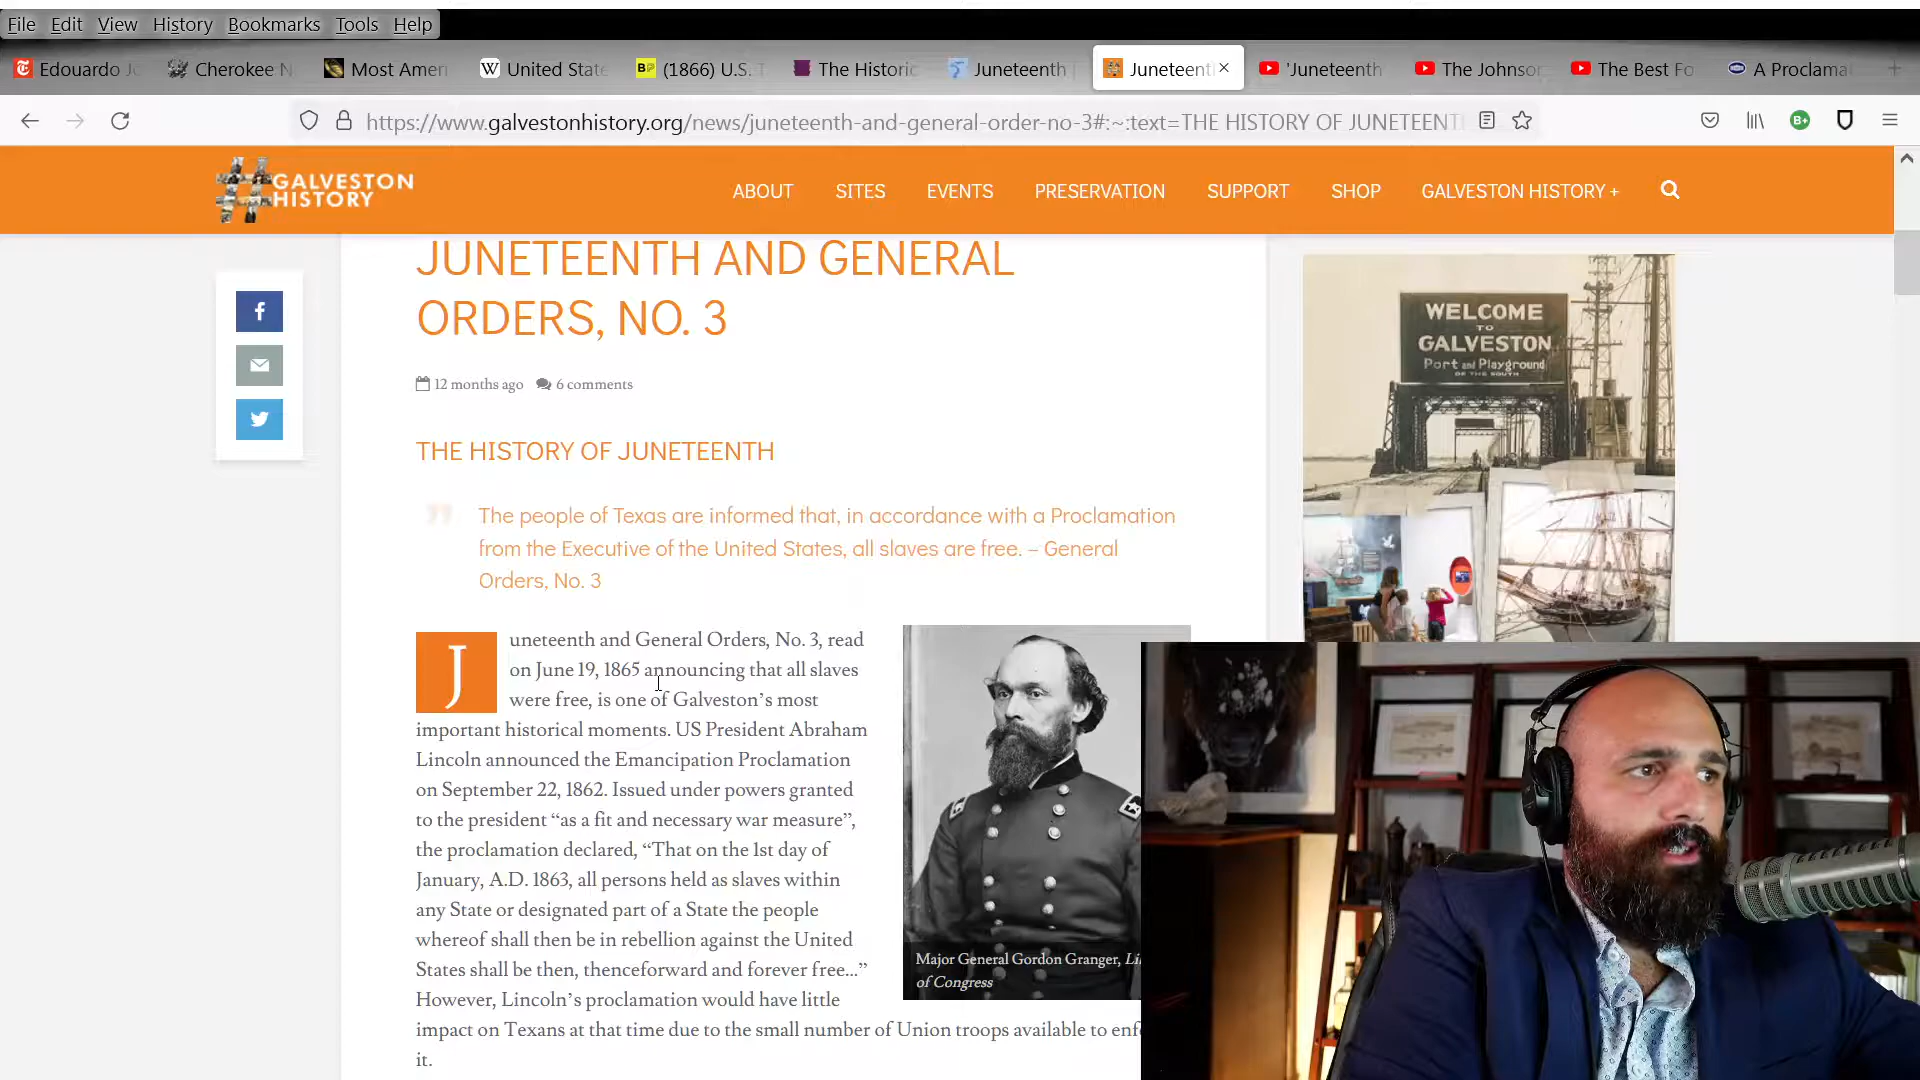 File Edit View History Bookmarks Tools Help
Edouardo Jo
Cherokee N
Most Amer
United State
(1866) U.S. T
The Historic
Juneteenth
Juneteenth
'Juneteenth
The Johnso
The Best Fo
A Proclama
https://www.galvestonhistory.org/news/juneteenth-and-general-order-no-3#:~:text=THE HISTORY OF JUNETEENT
#GALVESTON
HISTORY
ABOUT SITES EVENTS PRESERVATION SUPPORT SHOP GALVESTON HISTORY +
JUNETEENTH AND GENERAL
ORDERS, NO. 3
12 months ago 6 comments
THE HISTORY OF JUNETEENTH
The people of Texas are informed that, in accordance with a Proclamation
from the Executive of the United States, all slaves are free. – General
Orders, No. 3
Juneteenth and General Orders, No. 3, read
on June 19, 1865 announcing that all slaves
were free, is one of Galveston's most
important historical moments. US President Abraham
Lincoln announced the Emancipation Proclamation
on September 22, 1862. Issued under powers granted
to the president “as a fit and necessary war measure”,
the proclamation declared, “That on the 1st day of
January, A.D. 1863, all persons held as slaves within
any State or designated part of a State the people
whereof shall then be in rebellion against the United
States shall be then, thenceforward and forever free…”
However, Lincoln's proclamation would have little
impact on Texans at that time due to the small number of Union troops available to enfo
it.
Major General Gordon Granger, Li
of Congress
WELCOME
TO
GALVESTON
Port and Playground
OF THE SOUTH